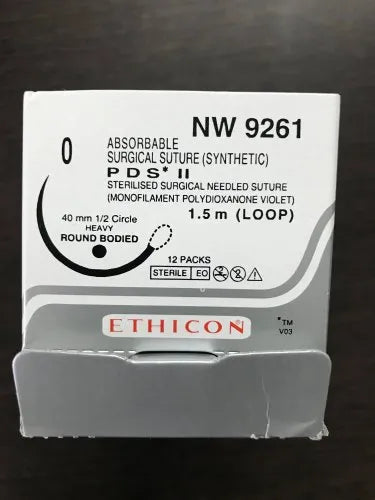 NW 9261
0
ABSORBABLE
SURGICAL SUTURE (SYNTHETIC)
PDS* II
STERILISED SURGICAL NEEDLED SUTURE
(MONOFILAMENT POLYDIOXANONE VIOLET)
1.5 m (LOOP)
40 mm 1/2 Circle
HEAVY
ROUND BODIED
12 PACKS
STERILE EO
2
ETHICON
*TM
V03